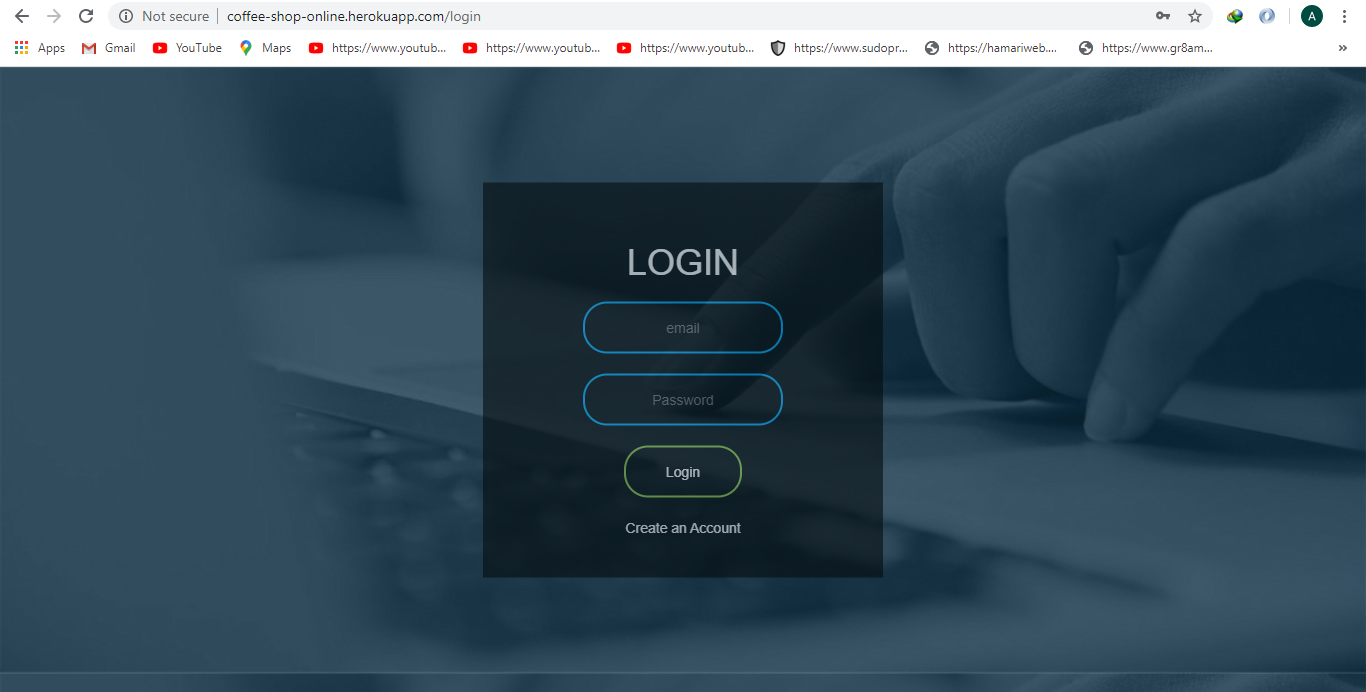 Not secure coffee-shop-online.herokuapp.com/login A
Apps Gmail YouTube Maps https://www.youtub... https://www.youtub... https://www.youtub... https://www.sudopr... https://hamariweb.... https://www.gr8am... »
LOGIN
email
Password
Login
Create an Account